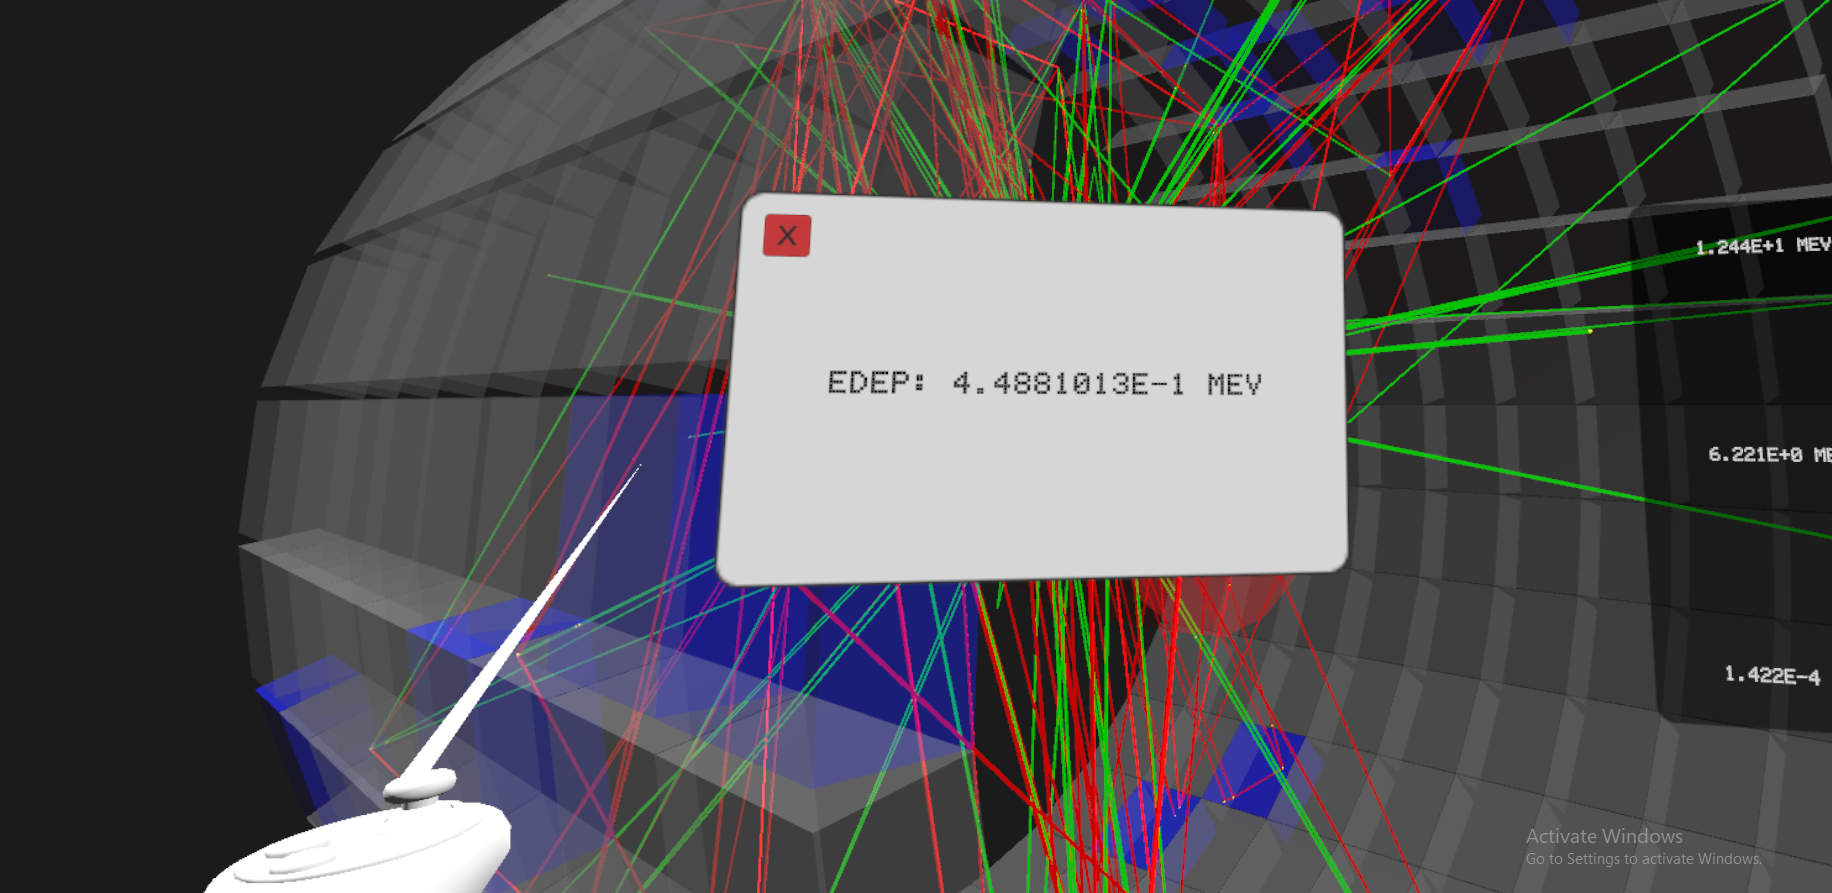 X
EDEP: 4.4881013E-1 MEV
1.244E+1 MEV
6.221E+0 ME
1.422E-4
Activate Windows
Go to Settings to activate Windows.